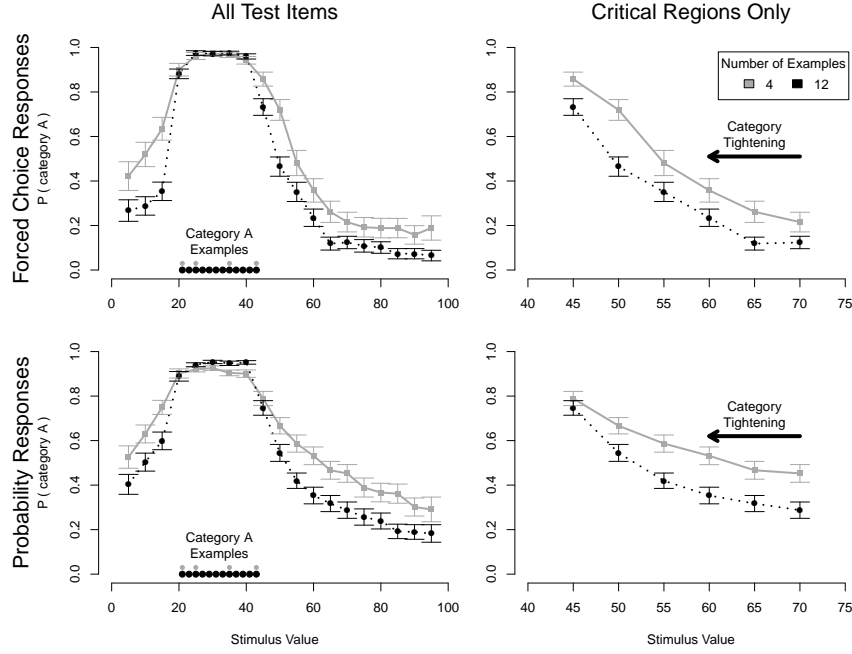 All Test Items
Critical Regions Only
Forced Choice Responses
P ( category A )
0.0 0.2 0.4 0.6 0.8 1.0
Category A
Examples
0 20 40 60 80 100
0.0 0.2 0.4 0.6 0.8 1.0
Number of Examples
4 12
Category
Tightening
40 45 50 55 60 65 70 75
Probability Responses
P ( category A )
0.0 0.2 0.4 0.6 0.8 1.0
Category A
Examples
0 20 40 60 80 100
Stimulus Value
0.0 0.2 0.4 0.6 0.8 1.0
Category
Tightening
40 45 50 55 60 65 70 75
Stimulus Value